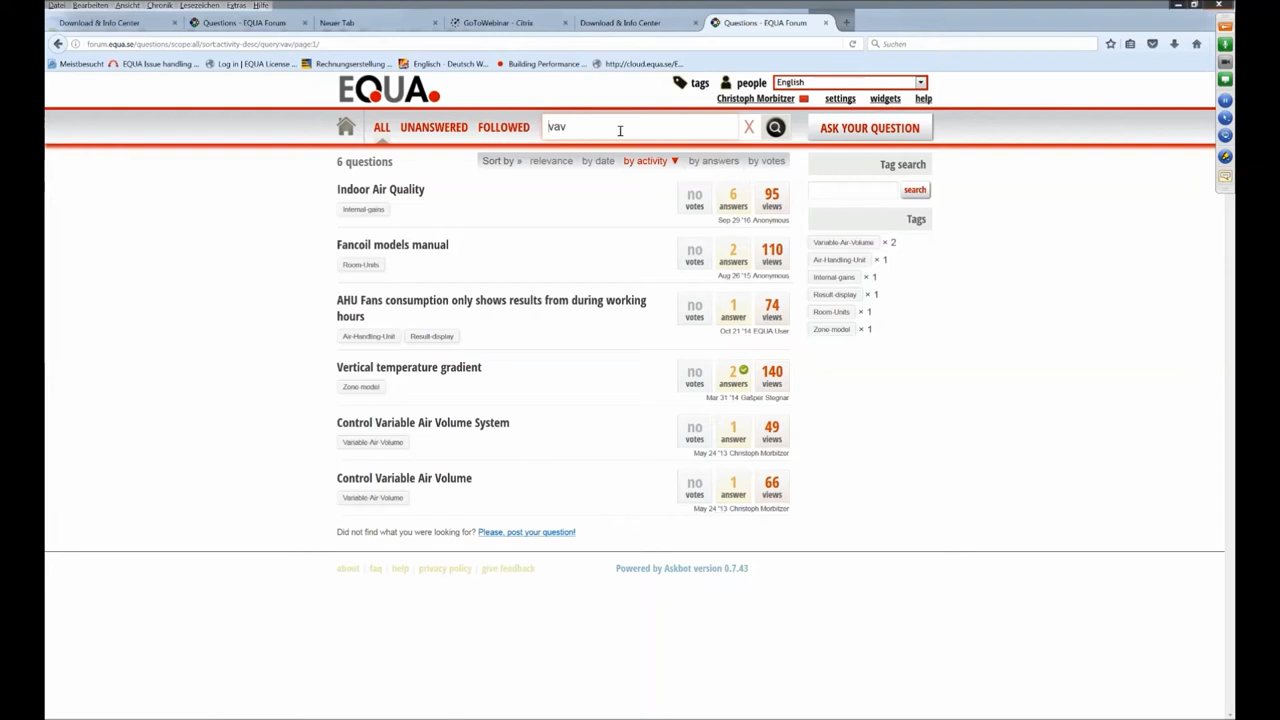 Datei Bearbeiten Ansicht Chronik Lesezeichen Extras Hilfe
Download & Info Center × Questions - EQUA Forum × Neuer Tab × GoToWebinar - Citrix × Download & Info Center × Questions - EQUA Forum × +
forum.equa.se/questions/scope:all/sort:activity-desc/query:vav/page:1/ Suchen
Meistbesucht EQUA Issue handling ... Log in | EQUA License ... Rechnungserstellung ... Englisch - Deutsch W... Building Performance ... http://cloud.equa.se/E...
EQUA. tags people English
Christoph Morbitzer settings widgets help
ALL UNANSWERED FOLLOWED vav X ASK YOUR QUESTION
6 questions Sort by » relevance by date by activity ▼ by answers by votes
Tag search
search
Tags
Variable-Air-Volume × 2
Air-Handling-Unit × 1
Internal-gains × 1
Result-display × 1
Room-Units × 1
Zone-model × 1
Indoor Air Quality
Internal-gains
no votes 6 answers 95 views
Sep 29 '16 Anonymous
Fancoil models manual
Room-Units
no votes 2 answers 110 views
Aug 26 '15 Anonymous
AHU Fans consumption only shows results from during working
hours
Air-Handling-Unit Result-display
no votes 1 answer 74 views
Oct 21 '14 EQUA User
Vertical temperature gradient
Zone model
no votes 2 answers 140 views
Mar 31 '14 Gašper Stegnar
Control Variable Air Volume System
Variable-Air-Volume
no votes 1 answer 49 views
May 24 '13 Christoph Morbitzer
Control Variable Air Volume
Variable-Air-Volume
no votes 1 answer 66 views
May 24 '13 Christoph Morbitzer
Did not find what you were looking for? Please, post your question!
about | faq | help | privacy policy | give feedback Powered by Askbot version 0.7.43